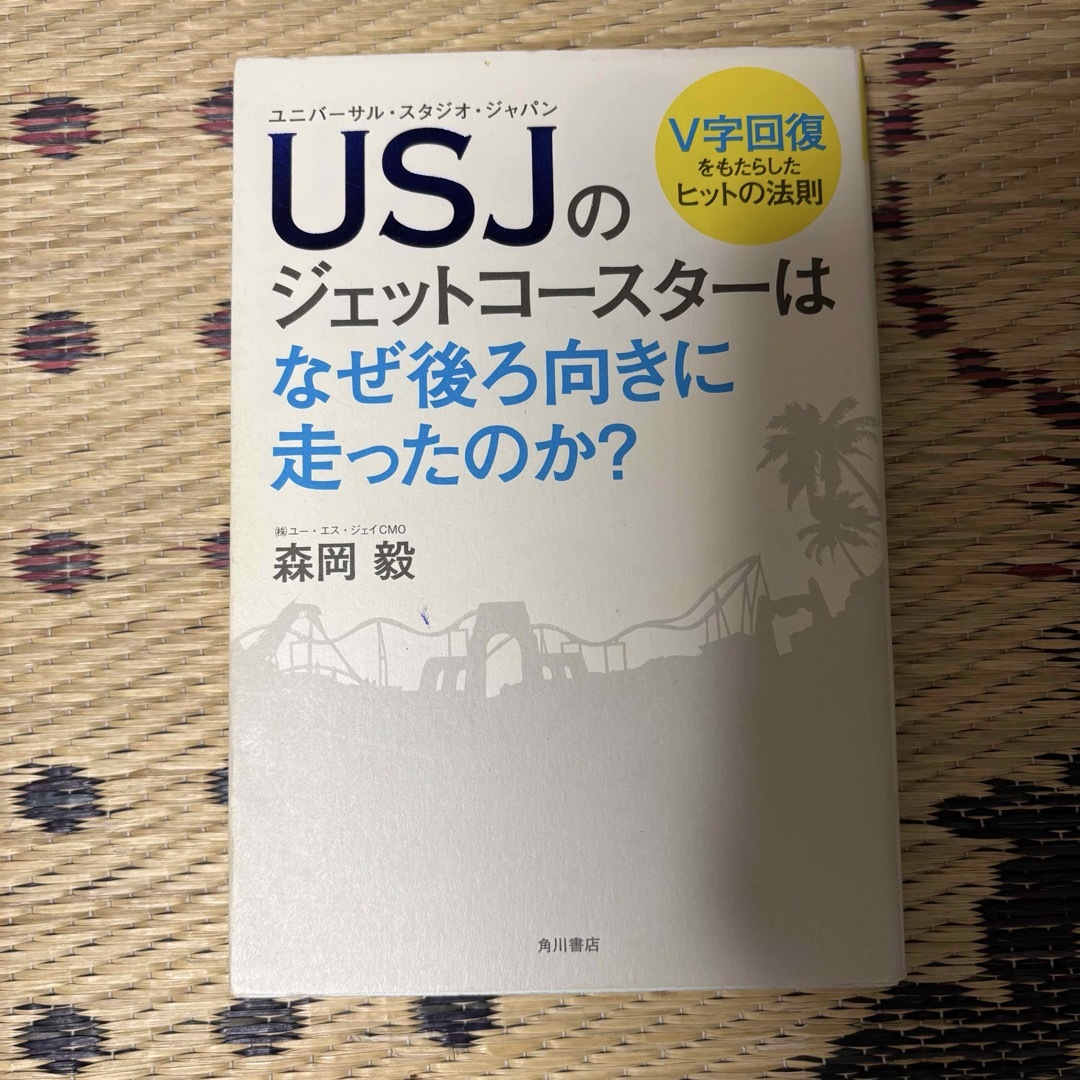 ユニバーサル・スタジオ・ジャパン
USJの
ジェットコースターは
なぜ後ろ向きに
走ったのか?
V字回復
をもたらした
ヒットの法則
㈱ユー・エス・ジェイCMO
森岡 毅
角川書店